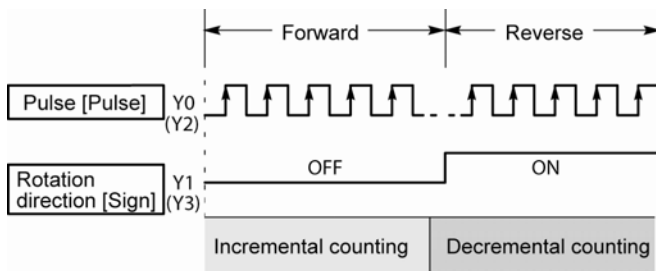 Forward Reverse
Pulse [Pulse] Y0
(Y2)
OFF ON
Rotation Y1
direction [Sign] (Y3)
Incremental counting Decremental counting